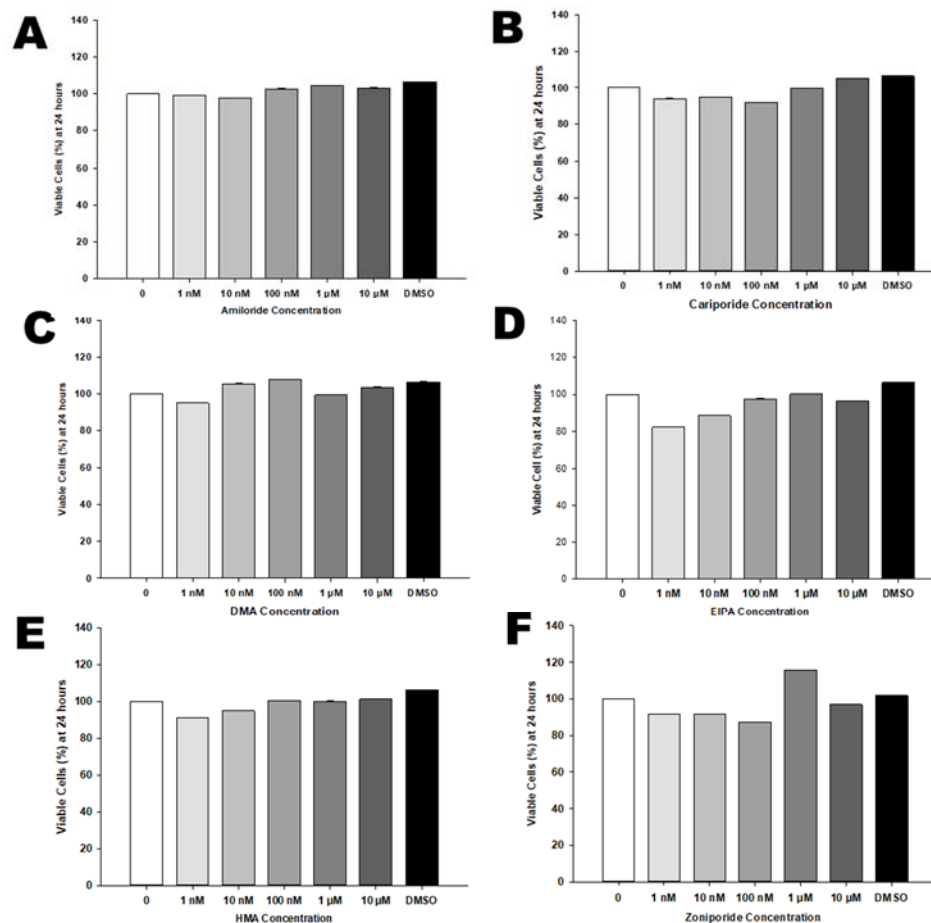 A
140
120
100
80
60
40
20
0
Viable Cells (%) at 24 hours
0 1 nM 10 nM 100 nM 1 µM 10 µM DMSO
Amiloride Concentration
B
140
120
100
80
60
40
20
0
Viable Cells (%) at 24 hours
0 1 nM 10 nM 100 nM 1 µM 10 µM DMSO
Cariporide Concentration
C
140
120
100
80
60
40
20
0
Viable Cells (%) at 24 hours
0 1 nM 10 nM 100 nM 1 µM 10 µM DMSO
DMA Concentration
D
140
120
100
80
60
40
20
0
Viable Cell (%) at 24 hours
0 1 nM 10 nM 100 nM 1 µM 10 µM DMSO
EIPA Concentration
E
140
120
100
80
60
40
20
0
Viable Cells (%) at 24 hours
0 1 nM 10 nM 100 nM 1 µM 10 µM DMSO
HMA Concentration
F
140
120
100
80
60
40
20
0
Viable Cells (%) at 24 hours
0 1 nM 10 nM 100 nM 1 µM 10 µM DMSO
Zoniporide Concentration